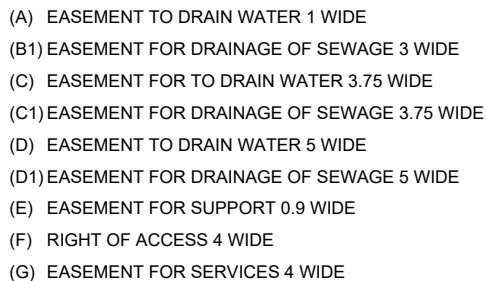 (A) EASEMENT TO DRAIN WATER 1 WIDE
(B1) EASEMENT FOR DRAINAGE OF SEWAGE 3 WIDE
(C) EASEMENT FOR TO DRAIN WATER 3.75 WIDE
(C1) EASEMENT FOR DRAINAGE OF SEWAGE 3.75 WIDE
(D) EASEMENT TO DRAIN WATER 5 WIDE
(D1) EASEMENT FOR DRAINAGE OF SEWAGE 5 WIDE
(E) EASEMENT FOR SUPPORT 0.9 WIDE
(F) RIGHT OF ACCESS 4 WIDE
(G) EASEMENT FOR SERVICES 4 WIDE